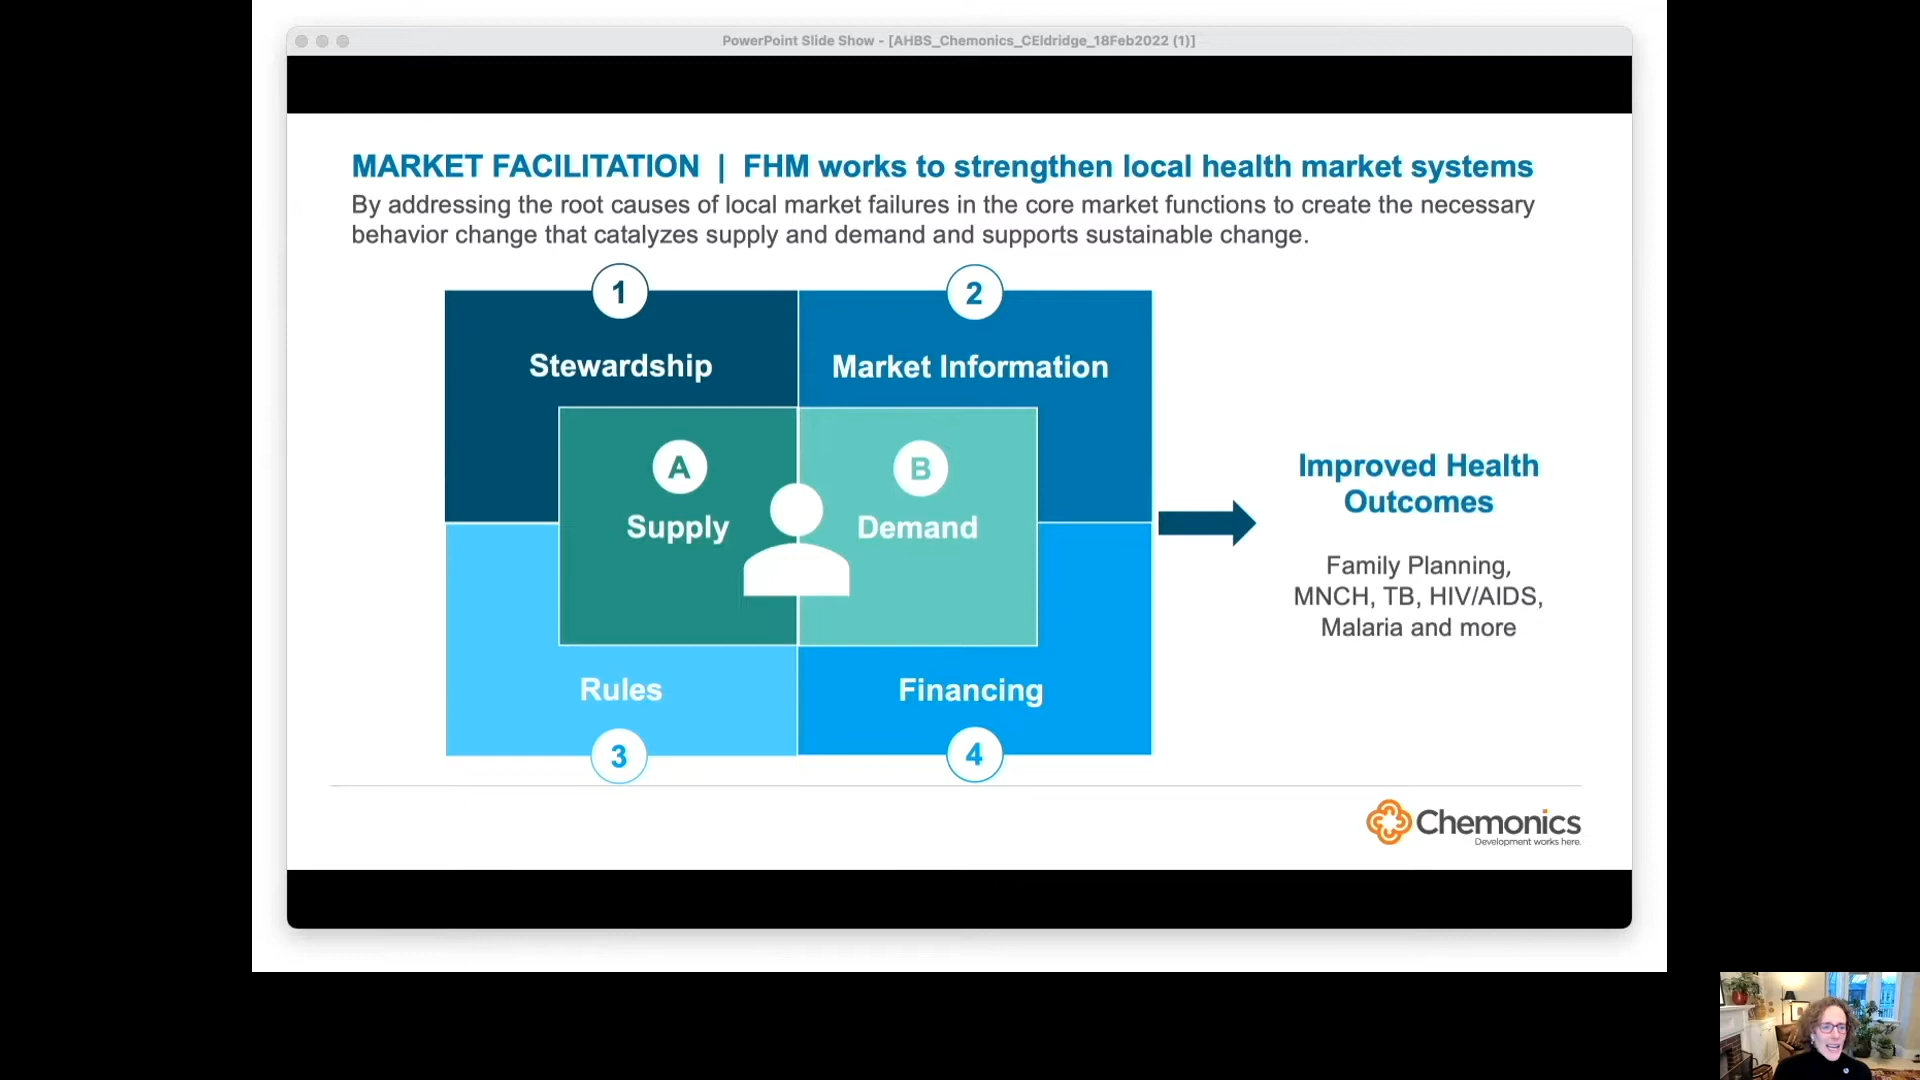 PowerPoint Slide Show - [AHBS_Chemonics_CEldridge_18Feb2022 (1)]
MARKET FACILITATION | FHM works to strengthen local health market systems
By addressing the root causes of local market failures in the core market functions to create the necessary
behavior change that catalyzes supply and demand and supports sustainable change.
1
2
Stewardship
Market Information
A
B
Supply
Demand
Rules
Financing
3
4
Improved Health
Outcomes
Family Planning,
MNCH, TB, HIV/AIDS,
Malaria and more
Chemonics
Development works here.